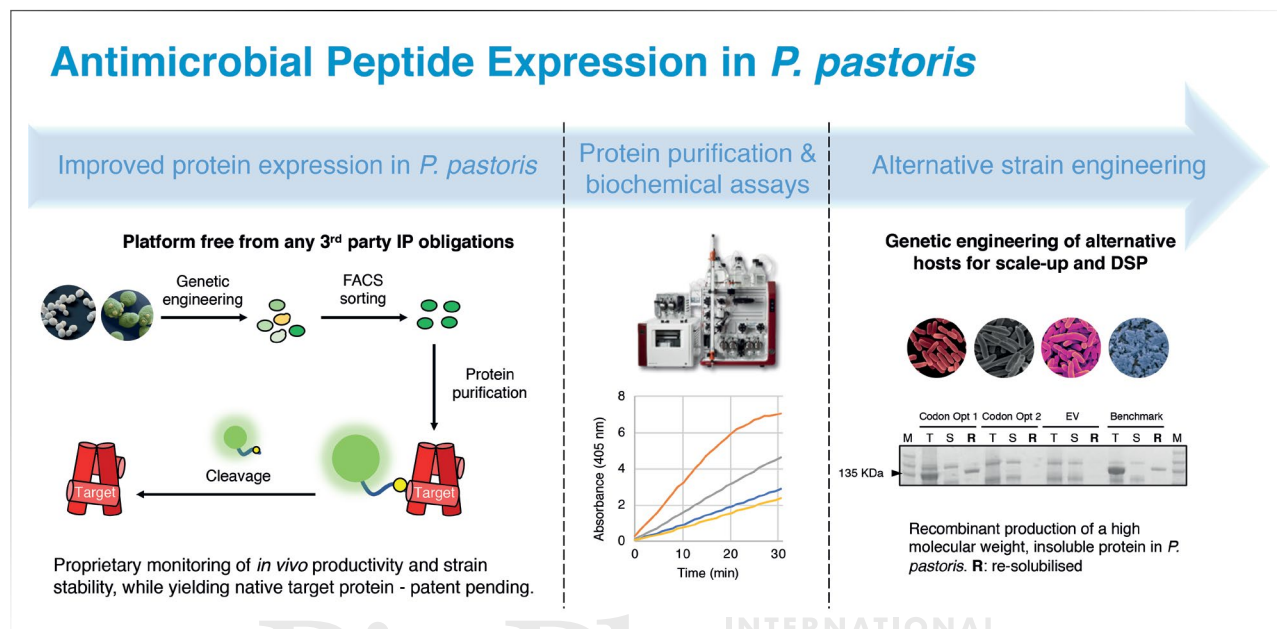 Antimicrobial Peptide Expression in P. pastoris
Improved protein expression in P. pastoris
Protein purification &
biochemical assays
Alternative strain engineering
Platform free from any 3rd party IP obligations
Genetic
engineering
FACS
sorting
Protein
purification
Cleavage
Target
Target
Proprietary monitoring of in vivo productivity and strain
stability, while yielding native target protein - patent pending.
8
6
4
2
0
Absorbance (405 nm)
0 10 20 30
Time (min)
Genetic engineering of alternative
hosts for scale-up and DSP
Codon Opt 1 Codon Opt 2 EV Benchmark
M T S R T S R T S R T S R M
135 KDa
Recombinant production of a high
molecular weight, insoluble protein in P.
pastoris. R: re-solubilised
INTERNATIONAL